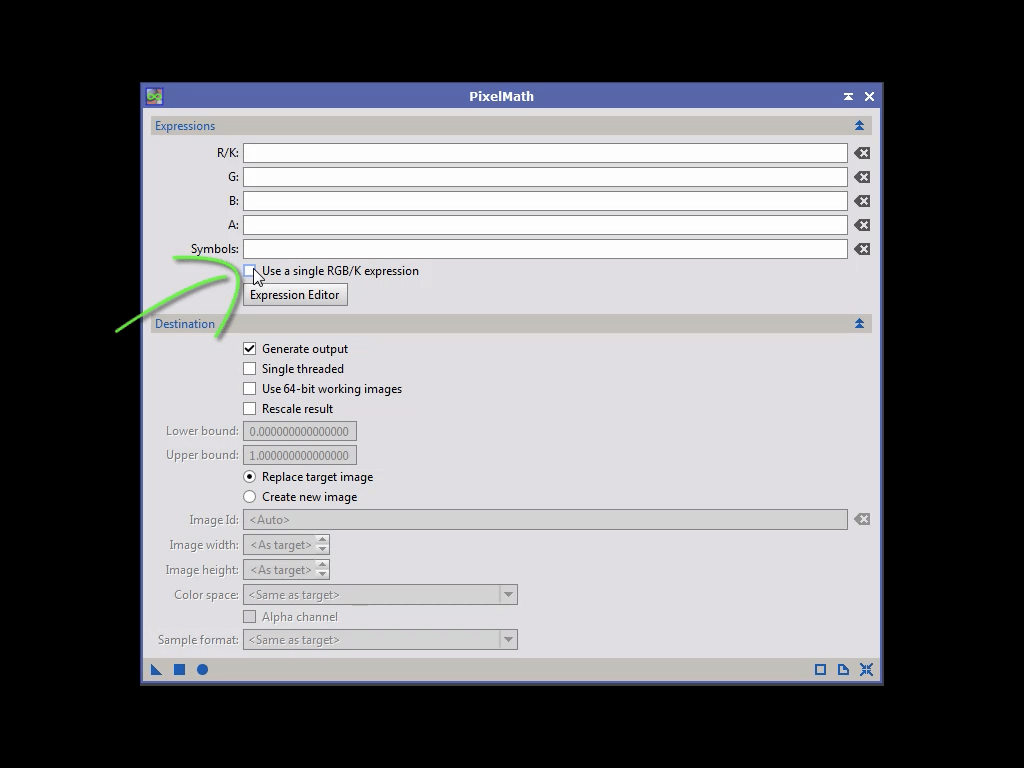 PixelMath
Expressions
R/K:
G:
B:
A:
Symbols:
Use a single RGB/K expression
Expression Editor
Destination
Generate output
Single threaded
Use 64-bit working images
Rescale result
Lower bound: 0.000000000000000
Upper bound: 1.000000000000000
Replace target image
Create new image
Image Id: <Auto>
Image width: <As target>
Image height: <As target>
Color space: <Same as target>
Alpha channel
Sample format: <Same as target>